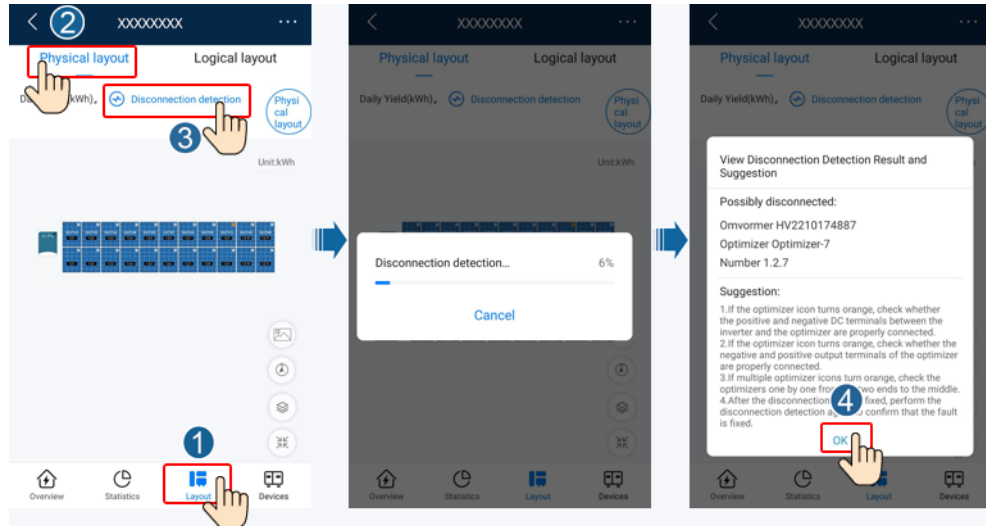 2
XXXXXXXX
Physical layout
Logical layout
kWh),
Disconnection detection
Physi
cal
layout
3
Unit:kWh
1
Overview
Statistics
Layout
Devices
XXXXXXXX
Physical layout
Logical layout
Daily Yield(kWh),
Disconnection detection
Physi
cal
layout
Unit:kWh
Disconnection detection... 6%
Cancel
Overview
Statistics
Layout
Devices
XXXXXXXX
Physical layout
Logical layout
Daily Yield(kWh),
Disconnection detection
Physi
cal
layout
View Disconnection Detection Result and
Suggestion
Possibly disconnected:
Omvormer HV2210174887
Optimizer Optimizer-7
Number 1.2.7
Suggestion:
1.If the optimizer icon turns orange, check whether
the positive and negative DC terminals between the
inverter and the optimizer are properly connected.
2.If the optimizer icon turns orange, check whether the
negative and positive output terminals of the optimizer
are properly connected.
3.If multiple optimizer icons turn orange, check the
optimizers one by one two ends to the middle.
4.After the disconnection fixed, perform the
disconnection detection confirm that the fault
is fixed.
4
OK
Overview
Statistics
Layout
Devices